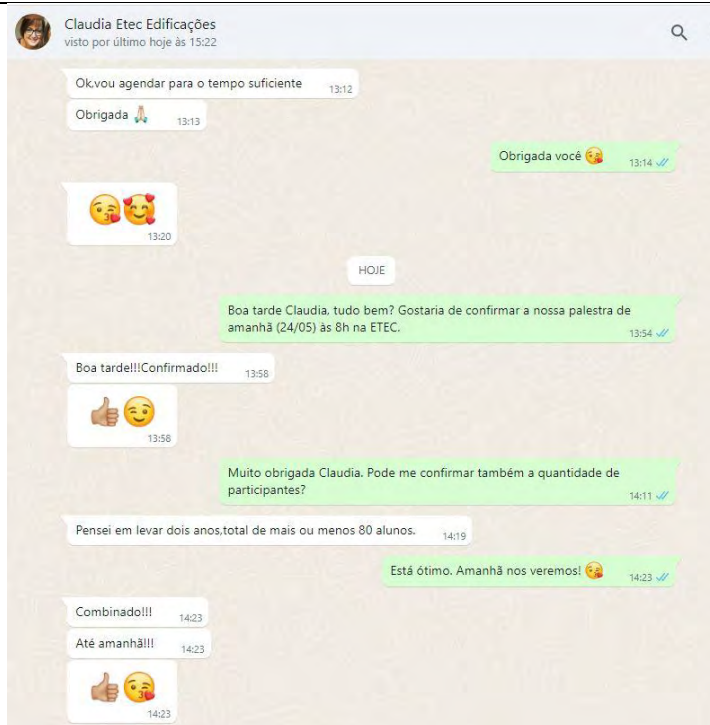 Claudia Etec Edificações
visto por último hoje às 15:22
Ok,vou agendar para o tempo suficiente 13:12
Obrigada 🙏🏼 13:13
Obrigada você 😘 13:14
😘🥰
13:20
HOJE
Boa tarde Claudia, tudo bem? Gostaria de confirmar a nossa palestra de
amanhã (24/05) às 8h na ETEC. 13:54
Boa tarde!!!Confirmado!!! 13:58
👍🏽😉
13:58
Muito obrigada Claudia. Pode me confirmar também a quantidade de
participantes? 14:11
Pensei em levar dois anos,total de mais ou menos 80 alunos. 14:19
Está ótimo. Amanhã nos veremos! 😘 14:23
Combinado!!! 14:23
Até amanhã!!! 14:23
👍🏽😘
14:23